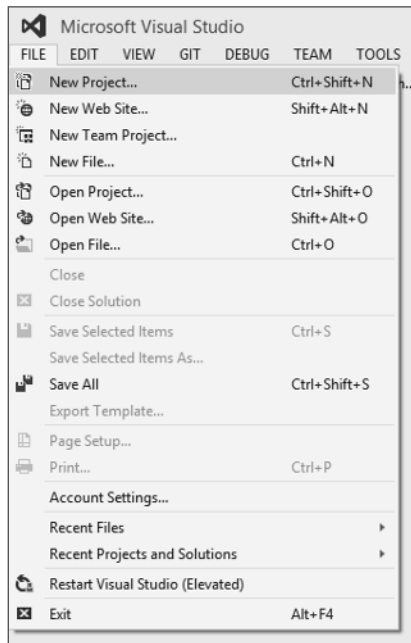 Microsoft Visual Studio
FILE EDIT VIEW GIT DEBUG TEAM TOOLS
New Project... Ctrl+Shift+N
New Web Site... Shift+Alt+N
New Team Project...
New File... Ctrl+N
Open Project... Ctrl+Shift+O
Open Web Site... Shift+Alt+O
Open File... Ctrl+O
Close
Close Solution
Save Selected Items Ctrl+S
Save Selected Items As...
Save All Ctrl+Shift+S
Export Template...
Page Setup...
Print... Ctrl+P
Account Settings...
Recent Files
Recent Projects and Solutions
Restart Visual Studio (Elevated)
Exit Alt+F4